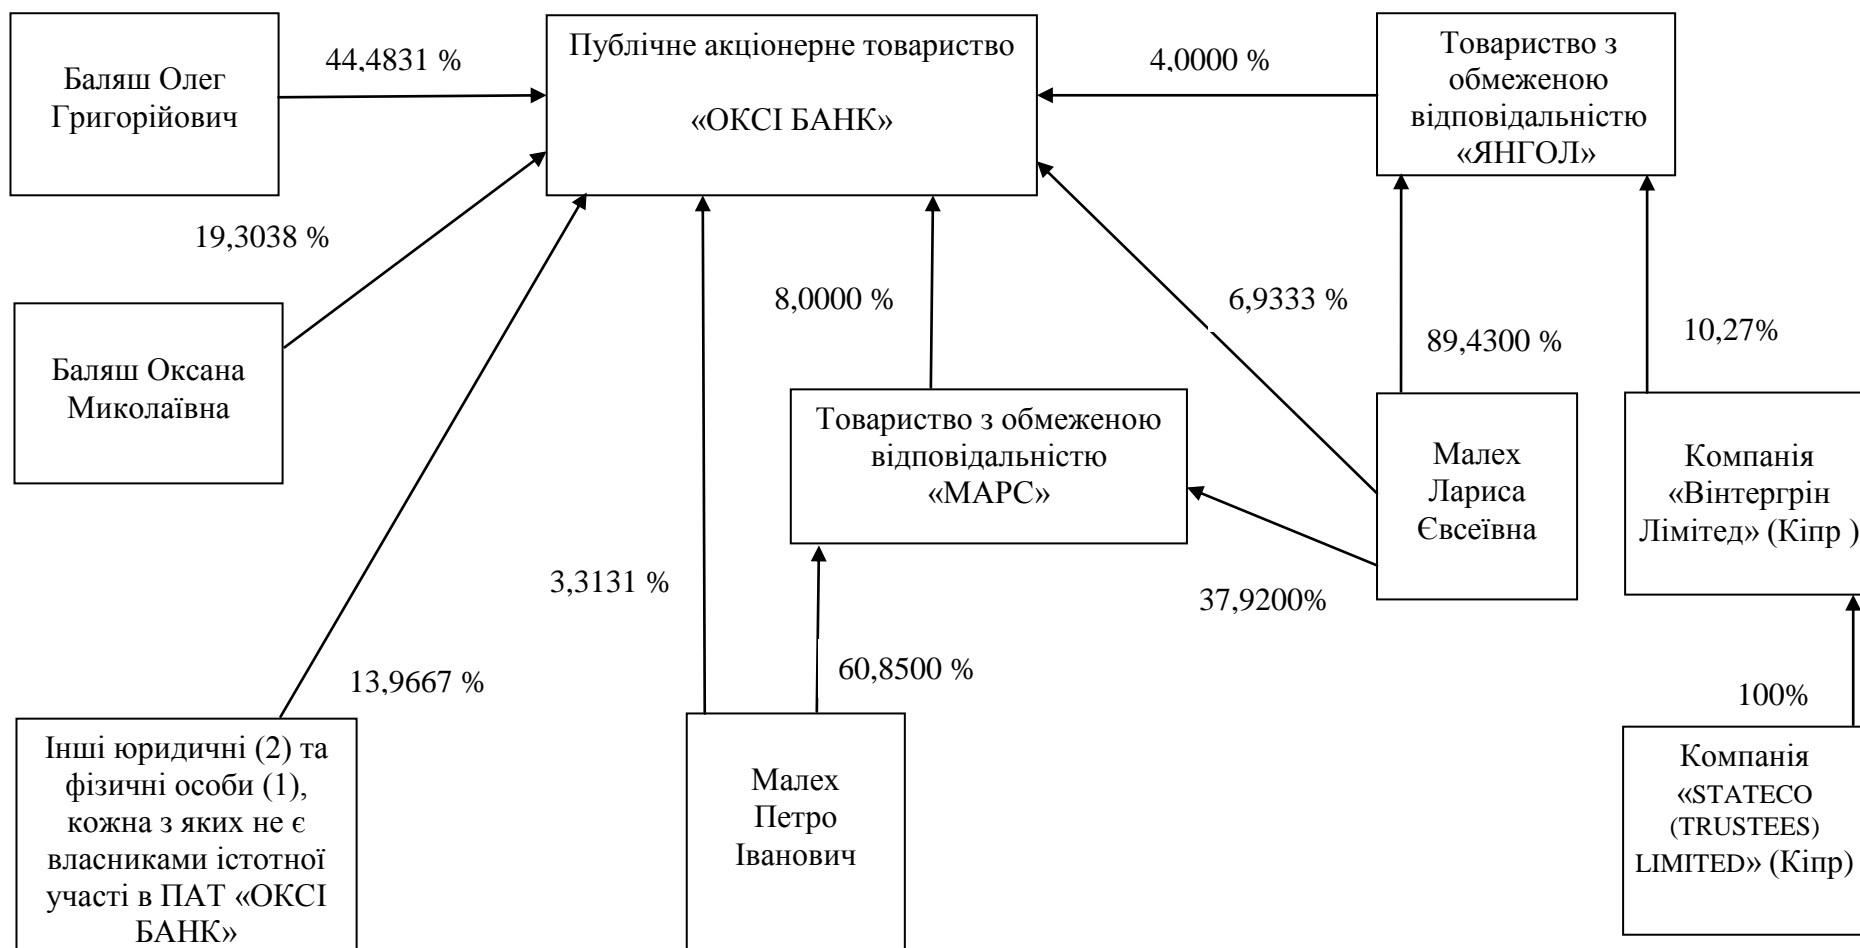 Баляш Олег
Григорійович
44,4831 %
Публічне акціонерне товариство
«ОКСІ БАНК»
4,0000 %
Товариство з
обмеженою
відповідальністю
«ЯНГОЛ»
19,3038 %
8,0000 %
6,9333 %
89,4300 %
10,27%
Баляш Оксана
Миколаївна
Товариство з обмеженою
відповідальністю
«МАРС»
Малех
Лариса
Євсеївна
Компанія
«Вінтергрін
Лімітед» (Кіпр )
3,3131 %
37,9200%
13,9667 %
60,8500 %
100%
Інші юридичні (2) та
фізичні особи (1),
кожна з яких не є
власниками істотної
участі в ПАТ «ОКСІ
БАНК»
Малех
Петро
Іванович
Компанія
«STATECO
(TRUSTEES)
LIMITED» (Кіпр)